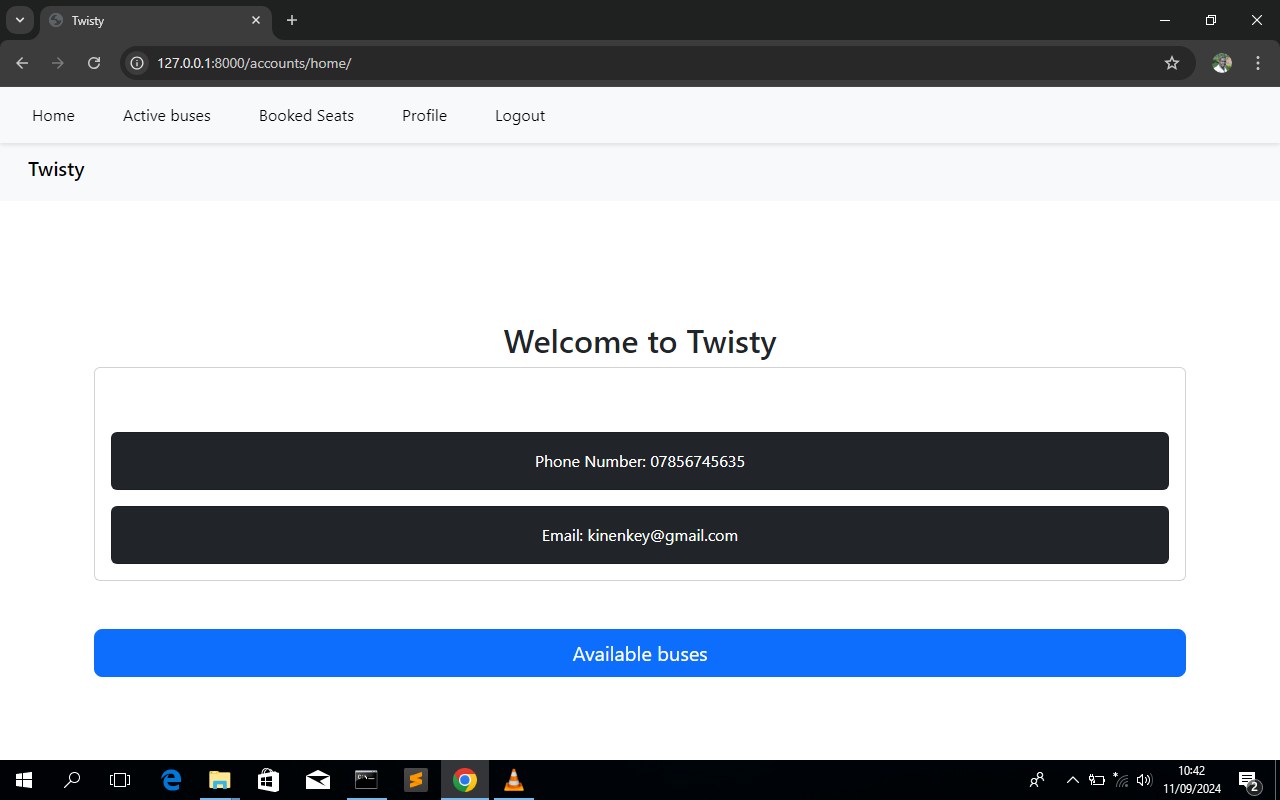 Twisty
127.0.0.1:8000/accounts/home/
Home Active buses Booked Seats Profile Logout
Twisty
Welcome to Twisty
Phone Number: 07856745635
Email: kinenkey@gmail.com
Available buses
10:42
11/09/2024
2